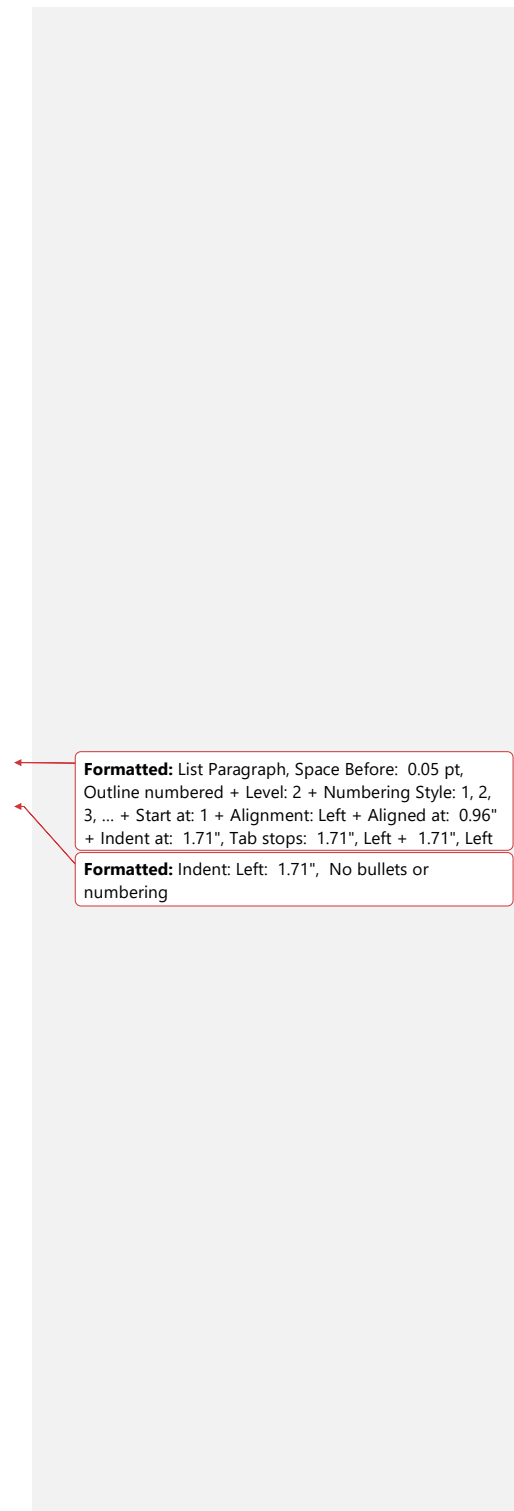 Formatted: List Paragraph, Space Before:  0.05 pt,
Outline numbered + Level: 2 + Numbering Style: 1, 2,
3, ... + Start at: 1 + Alignment: Left + Aligned at:  0.96"
+ Indent at:  1.71", Tab stops:  1.71", Left +  1.71", Left
Formatted: Indent: Left:  1.71",  No bullets or
numbering